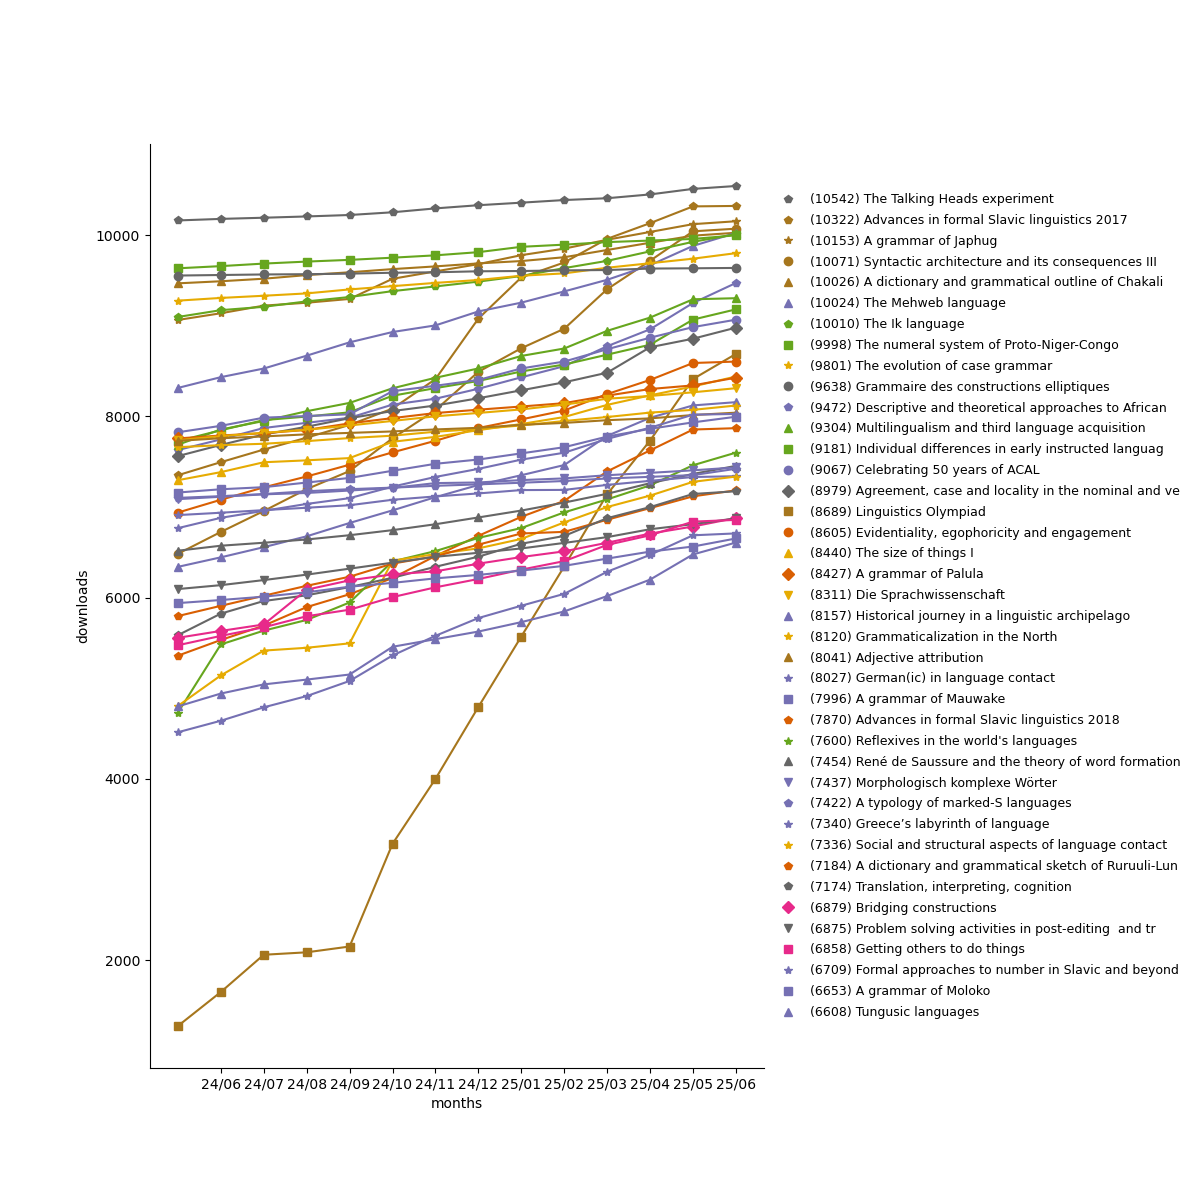 10000
8000
6000
4000
2000
downloads
24/06 24/07 24/08 24/09 24/10 24/11 24/12 25/01 25/02 25/03 25/04 25/05 25/06
months
(10542) The Talking Heads experiment
(10322) Advances in formal Slavic linguistics 2017
(10153) A grammar of Japhug
(10071) Syntactic architecture and its consequences III
(10026) A dictionary and grammatical outline of Chakali
(10024) The Mehweb language
(10010) The Ik language
(9998) The numeral system of Proto-Niger-Congo
(9801) The evolution of case grammar
(9638) Grammaire des constructions elliptiques
(9472) Descriptive and theoretical approaches to African
(9304) Multilingualism and third language acquisition
(9181) Individual differences in early instructed languag
(9067) Celebrating 50 years of ACAL
(8979) Agreement, case and locality in the nominal and ve
(8689) Linguistics Olympiad
(8605) Evidentiality, egophoricity and engagement
(8440) The size of things I
(8427) A grammar of Palula
(8311) Die Sprachwissenschaft
(8157) Historical journey in a linguistic archipelago
(8120) Grammaticalization in the North
(8041) Adjective attribution
(8027) German(ic) in language contact
(7996) A grammar of Mauwake
(7870) Advances in formal Slavic linguistics 2018
(7600) Reflexives in the world's languages
(7454) René de Saussure and the theory of word formation
(7437) Morphologisch komplexe Wörter
(7422) A typology of marked-S languages
(7340) Greece’s labyrinth of language
(7336) Social and structural aspects of language contact
(7184) A dictionary and grammatical sketch of Ruruuli-Lun
(7174) Translation, interpreting, cognition
(6879) Bridging constructions
(6875) Problem solving activities in post-editing  and tr
(6858) Getting others to do things
(6709) Formal approaches to number in Slavic and beyond
(6653) A grammar of Moloko
(6608) Tungusic languages